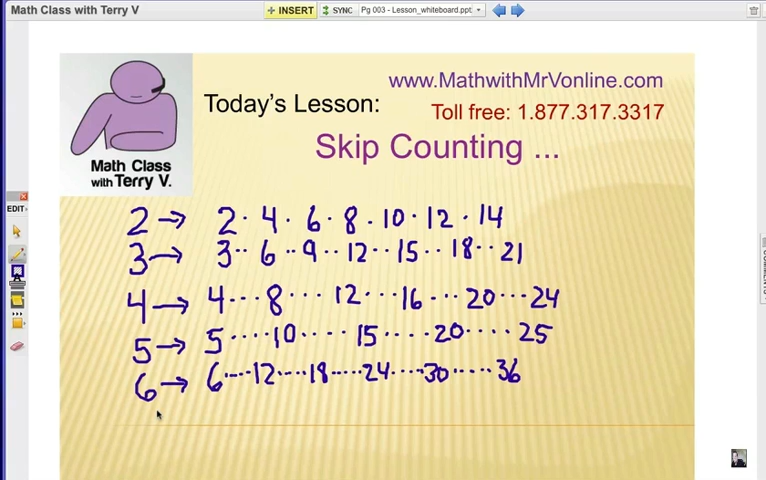 Math Class with Terry V
+ INSERT
SYNC
Pg 003 - Lesson_whiteboard.ppt
www.MathwithMrVonline.com
Today's Lesson:
Toll free: 1.877.317.3317
Skip Counting ...
Math Class
with Terry V.
EDIT:
2 → 2 · 4 · 6 · 8 · 10 · 12 · 14
3 → 3 ·· 6 ·· 9 ·· 12 ·· 15 ·· 18 ·· 21
4 → 4 ··· 8 ··· 12 ··· 16 ··· 20 ··· 24
5 → 5 ···· 10 ···· 15 ···· 20 ···· 25
6 → 6 ····· 12 ····· 18 ····· 24 ····· 30 ····· 36